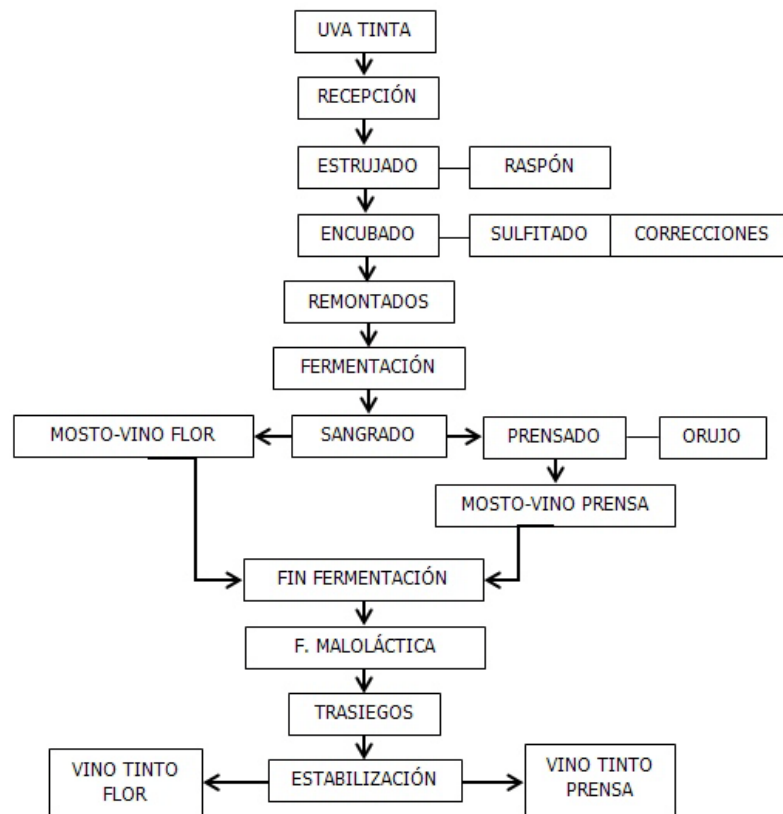 UVA TINTA
RECEPCIÓN
ESTRUJADO
RASPÓN
ENCUBADO
SULFITADO
CORRECCIONES
REMONTADOS
FERMENTACIÓN
MOSTO-VINO FLOR
SANGRADO
PRENSADO
ORUJO
MOSTO-VINO PRENSA
FIN FERMENTACIÓN
F. MALOLÁCTICA
TRASIEGOS
VINO TINTO
FLOR
ESTABILIZACIÓN
VINO TINTO
PRENSA